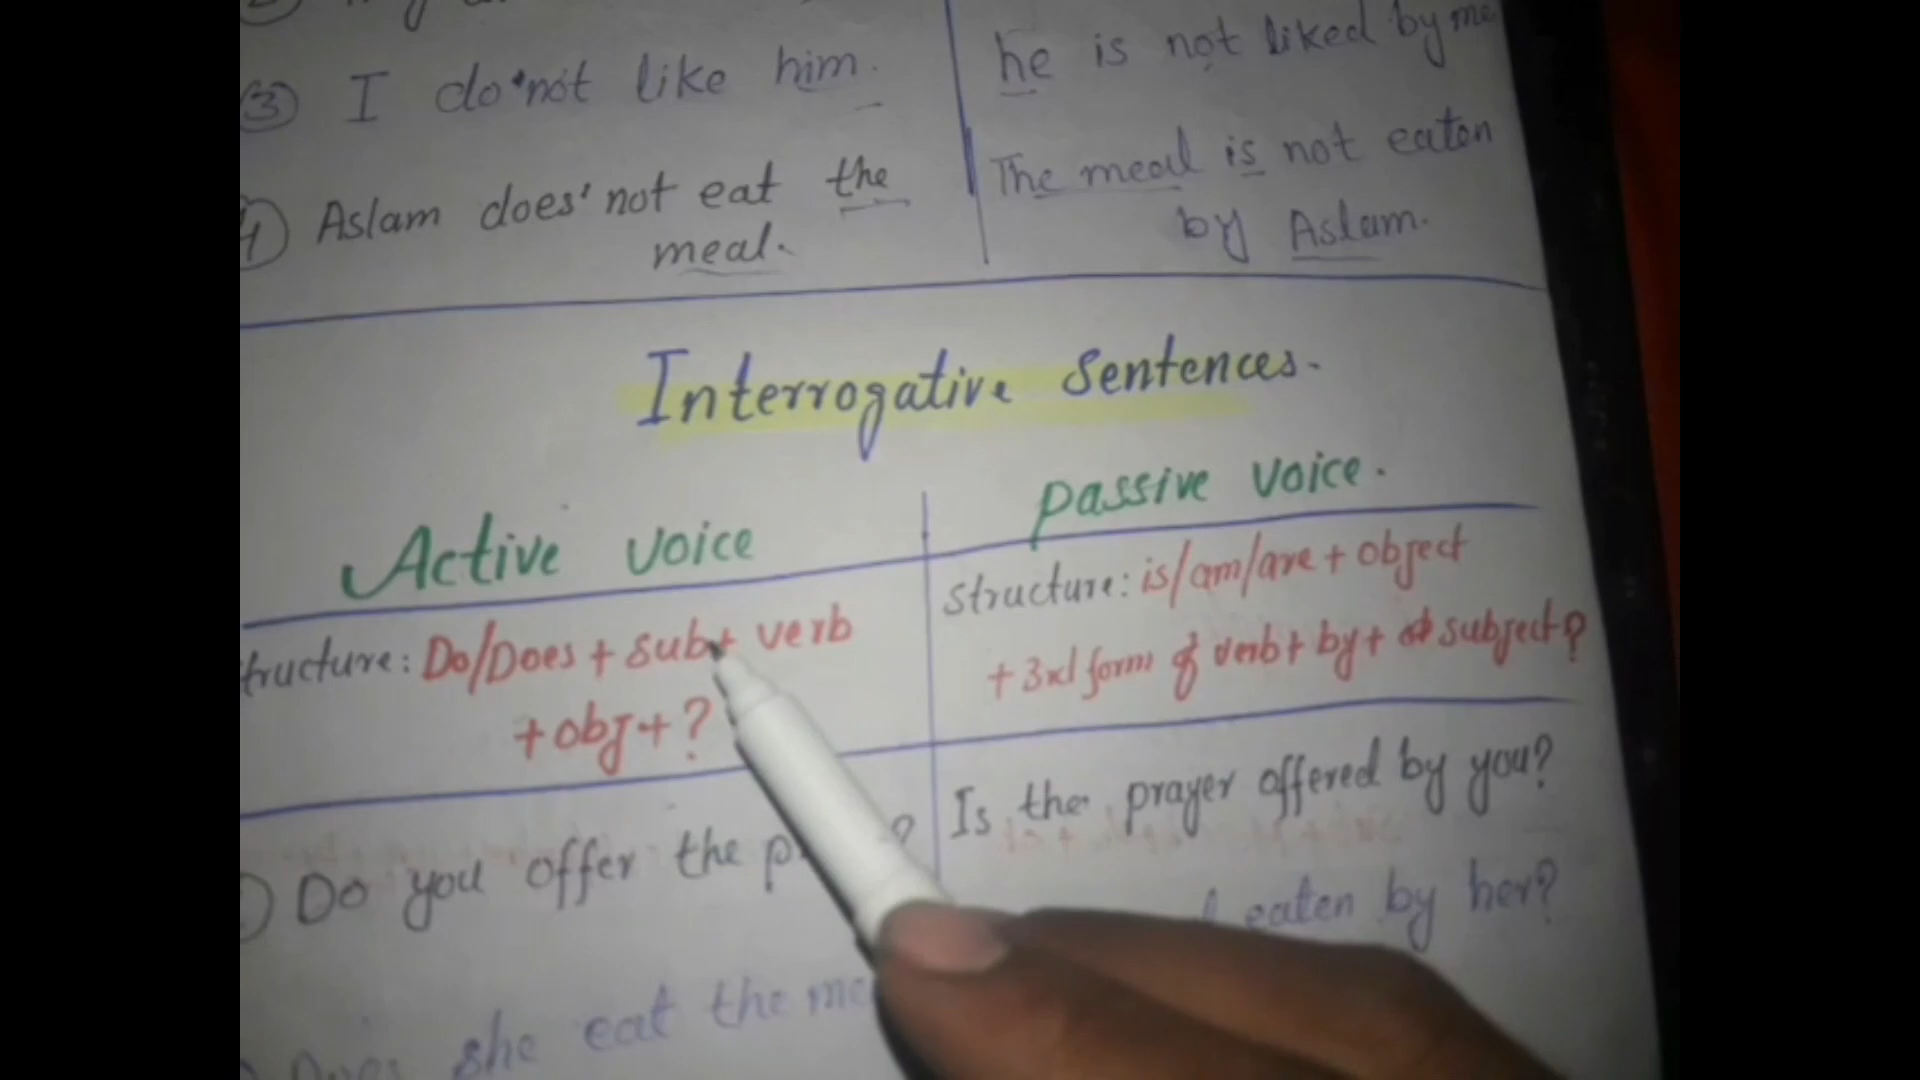 ③ I do not like him.
he is not liked by me
④ Aslam does not eat the
meal.
The meal is not eaten
by Aslam.
Interrogative Sentences.
Active voice
passive voice.
tructure: Do/Does + sub + verb
+ obj + ?
structure: is/am/are + object
+ 3rd form of verb + by + subject?
Do you offer the p ?
Is the prayer offered by you?
Does she eat the me
eaten by her?